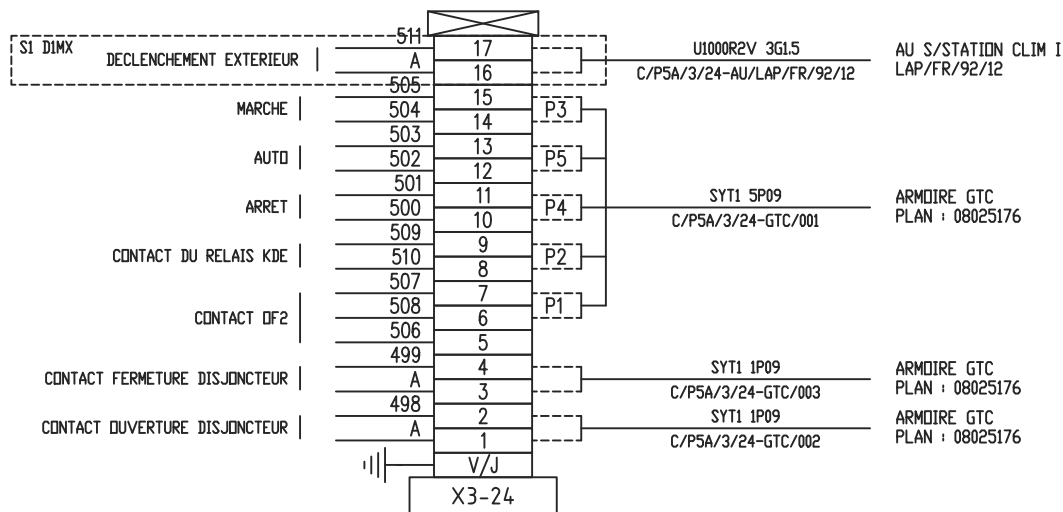 S1 D1MX
DECLENCHEMENT EXTERIEUR
511
17
A
16
U1000R2V 3G1.5
C/P5A/3/24-AU/LAP/FR/92/12
AU S/STATION CLIM I
LAP/FR/92/12
MARCHE
505
15
504
14
P3
503
13
AUTO
502
12
P5
501
11
ARRET
500
10
P4
SYT1 5P09
C/P5A/3/24-GTC/001
ARMOIRE GTC
PLAN : 08025176
509
9
CONTACT DU RELAIS KDE
510
8
P2
507
7
508
6
P1
CONTACT OF2
506
5
499
4
CONTACT FERMETURE DISJONCTEUR
A
3
SYT1 1P09
C/P5A/3/24-GTC/003
ARMOIRE GTC
PLAN : 08025176
498
2
CONTACT OUVERTURE DISJONCTEUR
A
1
SYT1 1P09
C/P5A/3/24-GTC/002
ARMOIRE GTC
PLAN : 08025176
V/J
X3-24